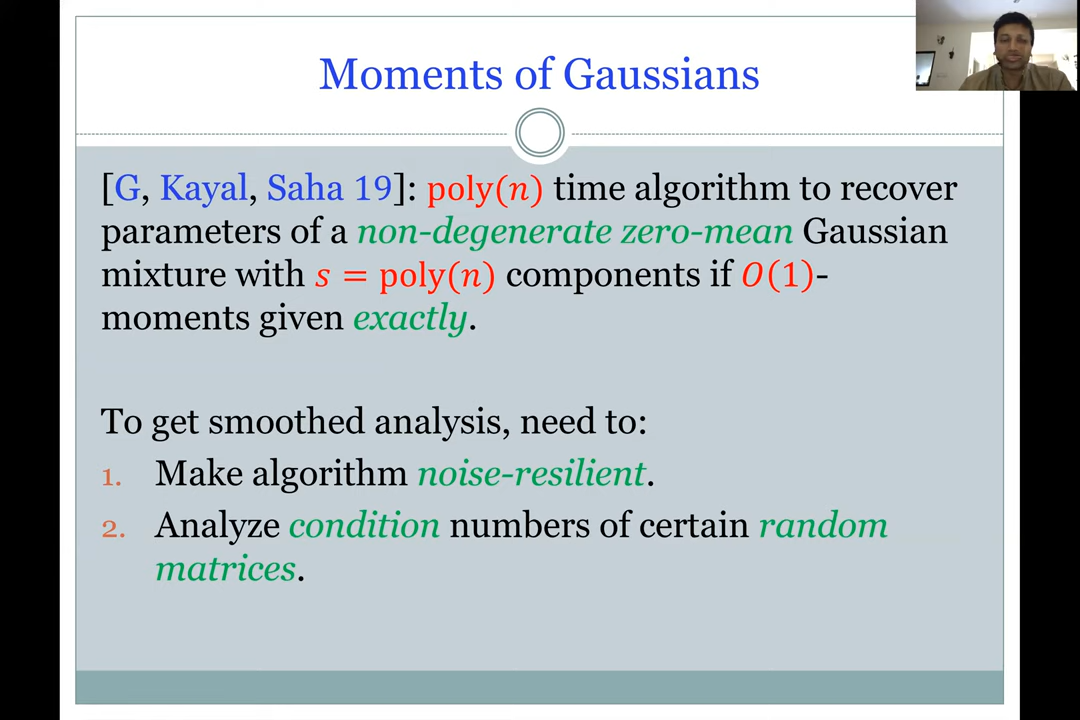 Moments of Gaussians
[G, Kayal, Saha 19]: poly(n) time algorithm to recover
parameters of a non-degenerate zero-mean Gaussian
mixture with s = poly(n) components if O(1)-
moments given exactly.
To get smoothed analysis, need to:
1. Make algorithm noise-resilient.
2. Analyze condition numbers of certain random
matrices.